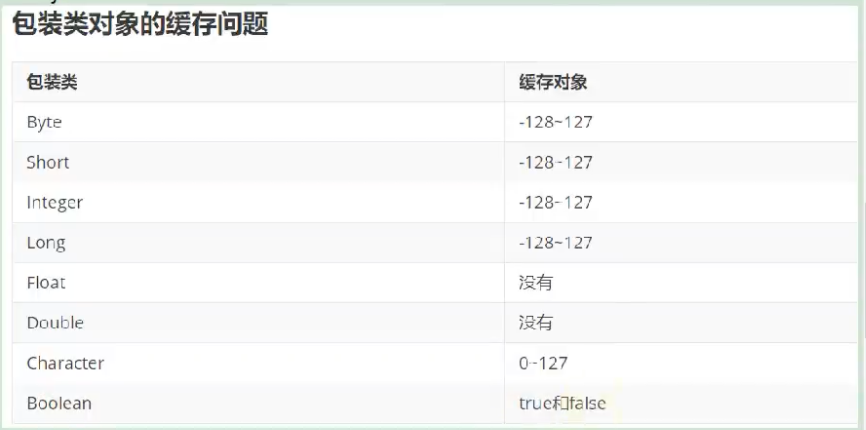 包装类对象的缓存问题
包装类 缓存对象
Byte -128~127
Short -128~127
Integer -128~127
Long -128~127
Float 没有
Double 没有
Character 0~127
Boolean true和false